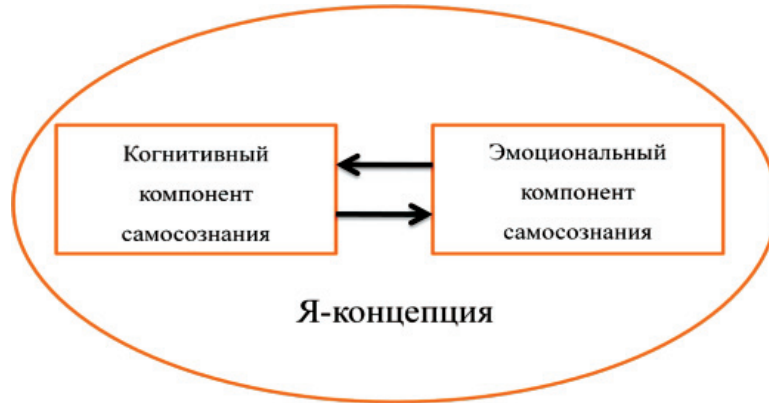 Когнитивный
компонент
самосознания
Эмоциональный
компонент
самосознания
Я-концепция